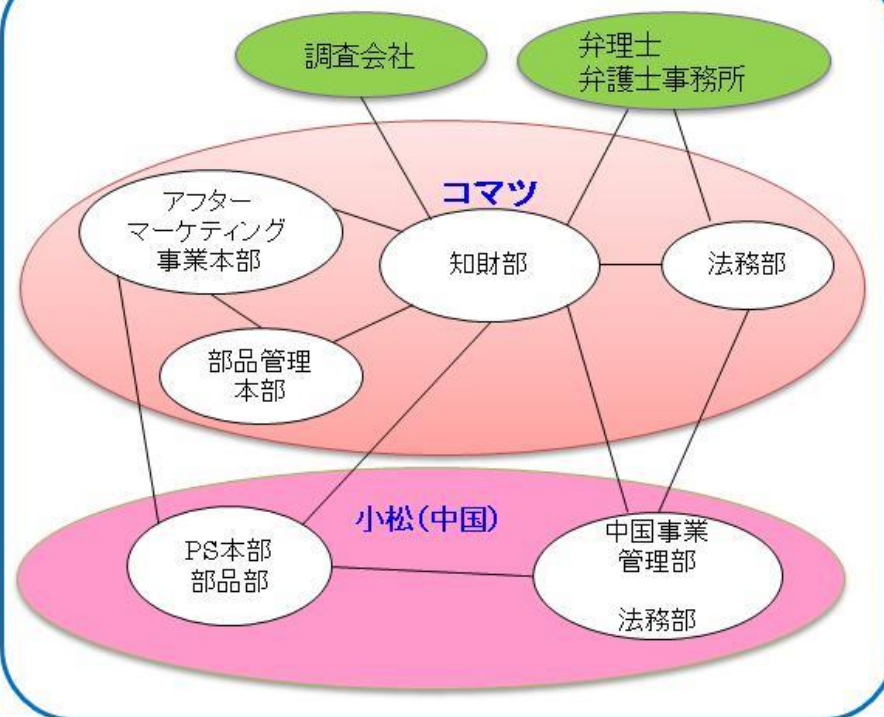 調査会社
弁理士
弁護士事務所
コマツ
アフター
マーケティング
事業本部
知財部
法務部
部品管理
本部
小松(中国)
PS本部
部品部
中国事業
管理部
法務部